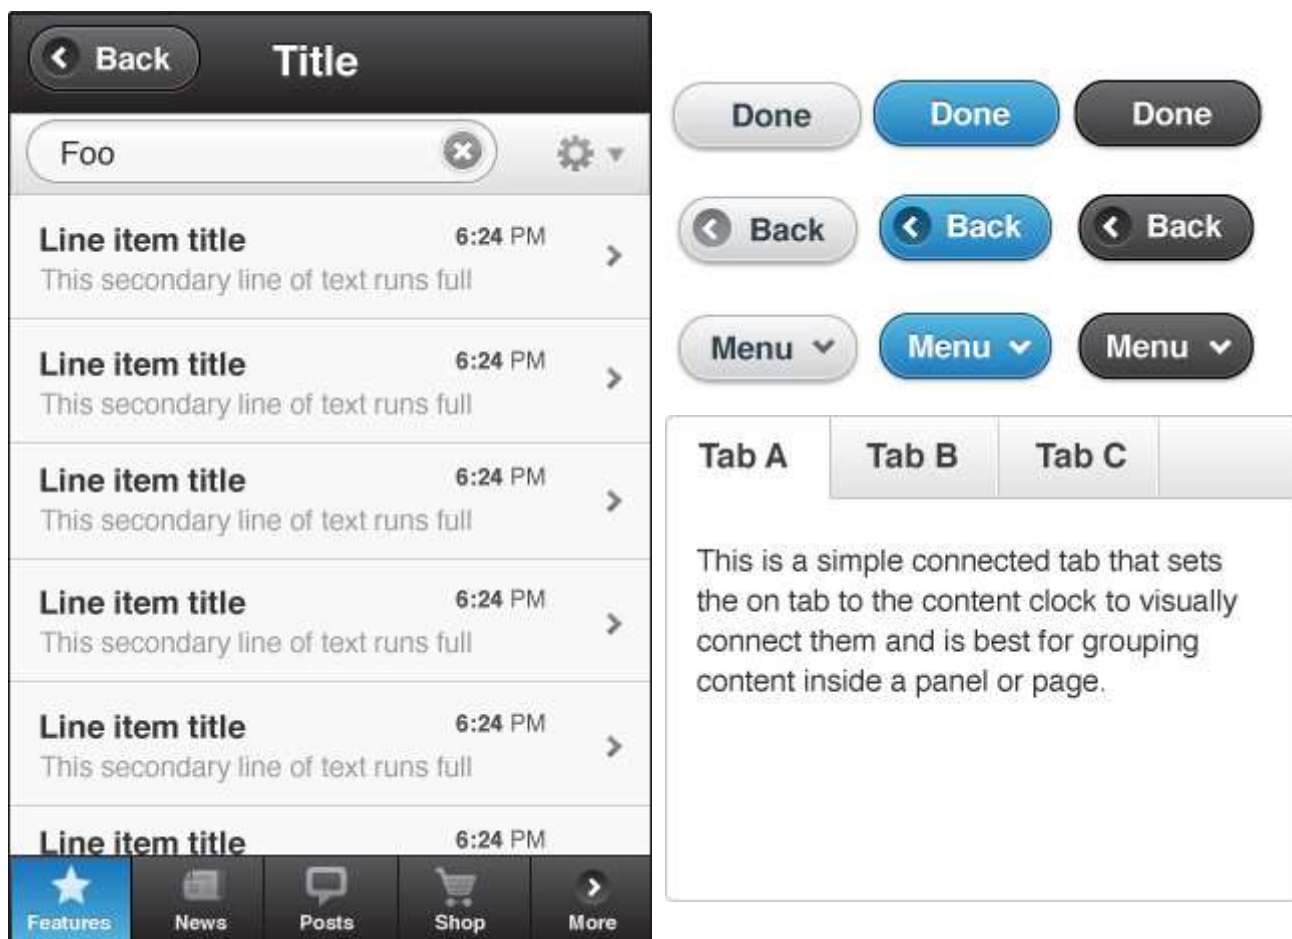 Back Title
Foo
Line item title 6:24 PM
This secondary line of text runs full
Line item title 6:24 PM
This secondary line of text runs full
Line item title 6:24 PM
This secondary line of text runs full
Line item title 6:24 PM
This secondary line of text runs full
Line item title 6:24 PM
This secondary line of text runs full
Line item title 6:24 PM
Features News Posts Shop More
Done Done Done
Back Back Back
Menu Menu Menu
Tab A Tab B Tab C
This is a simple connected tab that sets
the on tab to the content clock to visually
connect them and is best for grouping
content inside a panel or page.